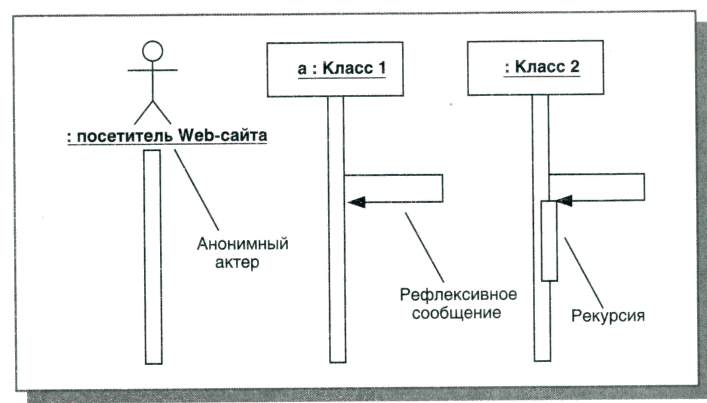 a : Класс 1
: Класс 2
: посетитель Web-сайта
Анонимный
актер
Рефлексивное
сообщение
Рекурсия